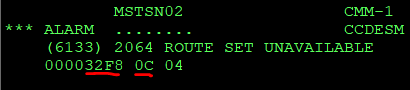 MSTSN02 CMM-1
*** ALARM ........ CCDESM
(6133) 2064 ROUTE SET UNAVAILABLE
000032F8 0C 04